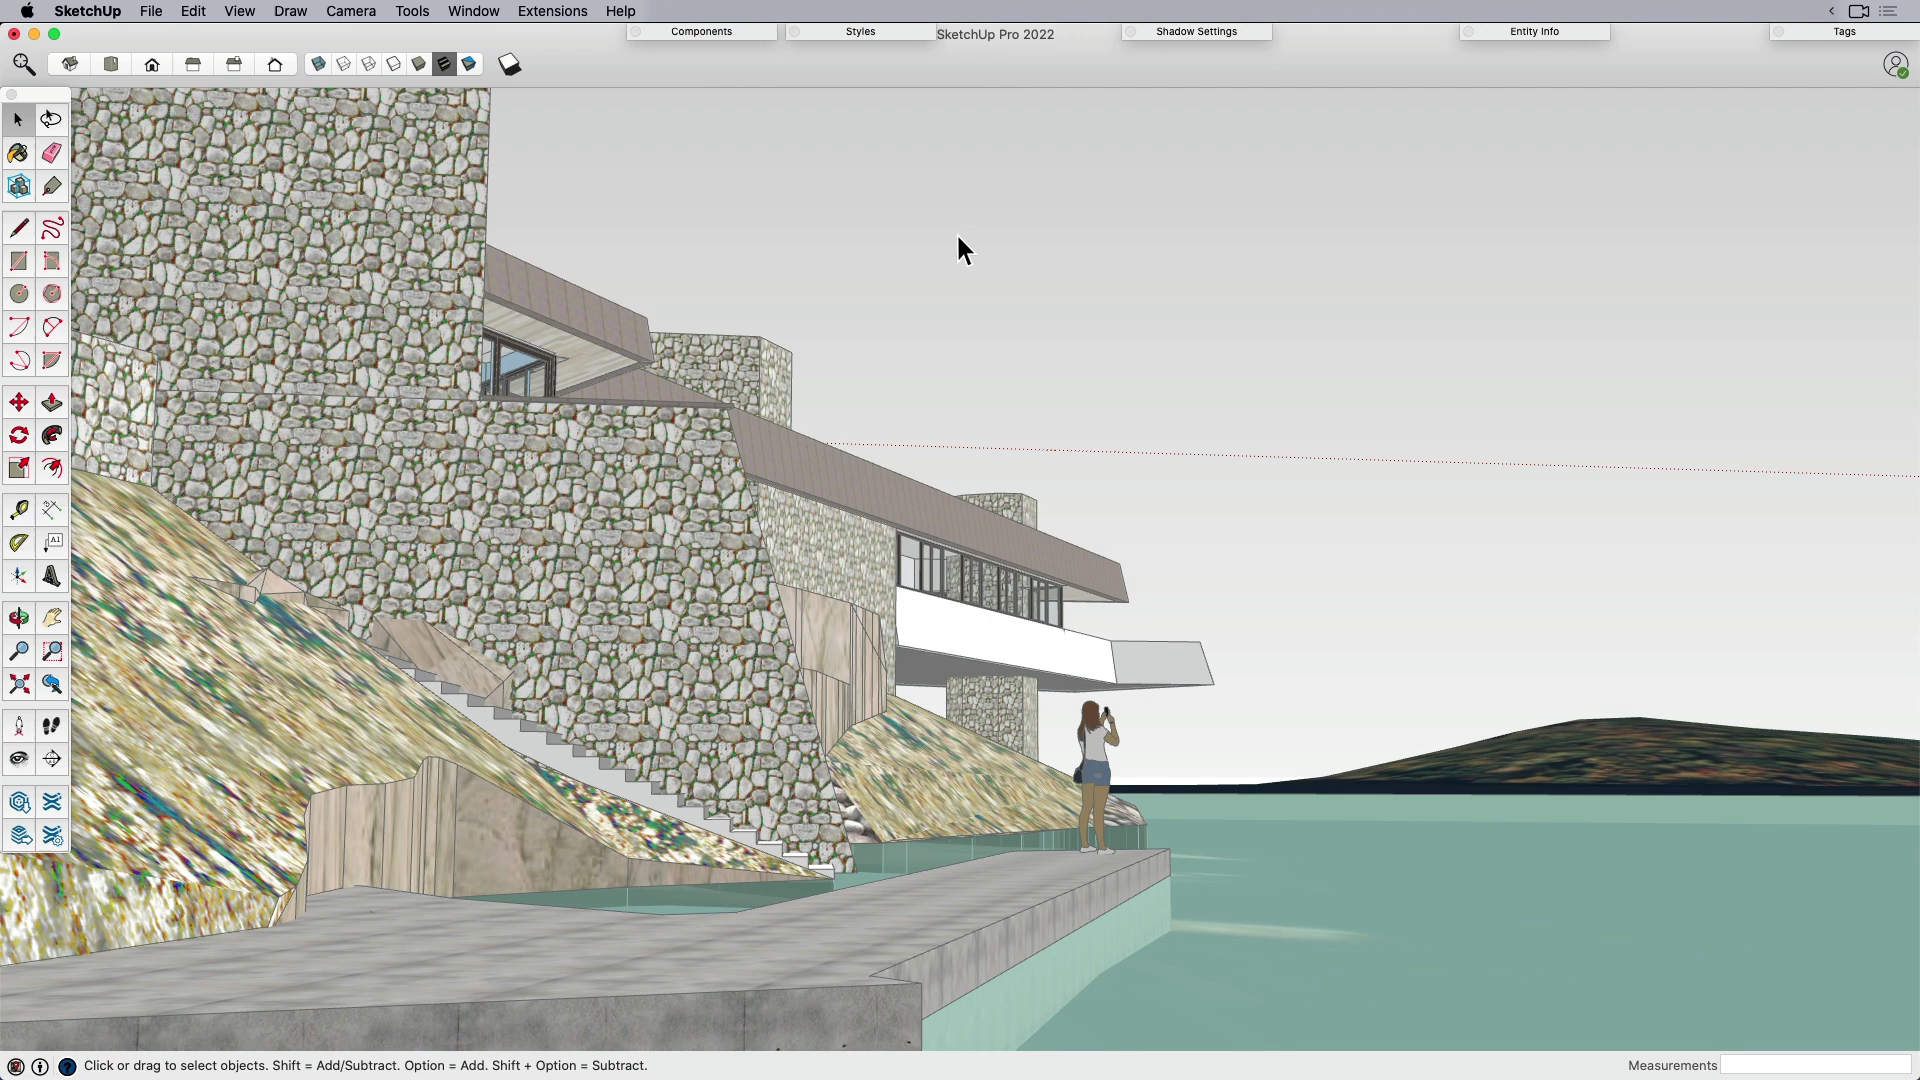 SketchUp File Edit View Draw Camera Tools Window Extensions Help
Components Styles Shadow Settings Entity Info Tags
SketchUp Pro 2022
A1
Click or drag to select objects. Shift = Add/Subtract. Option = Add. Shift + Option = Subtract.
Measurements